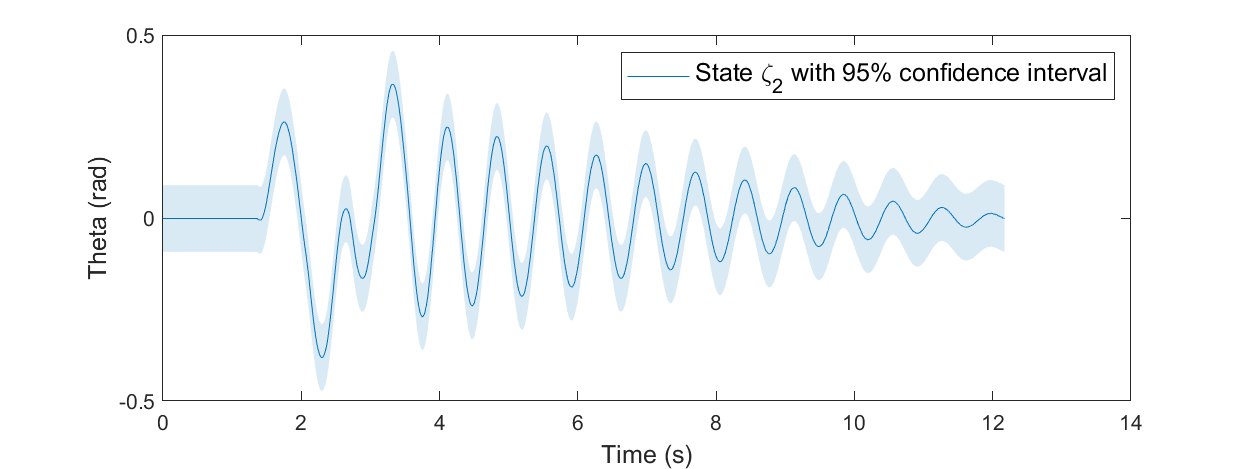 0.5
State ζ2 with 95% confidence interval
Theta (rad)
0
-0.5
0 2 4 6 8 10 12 14
Time (s)